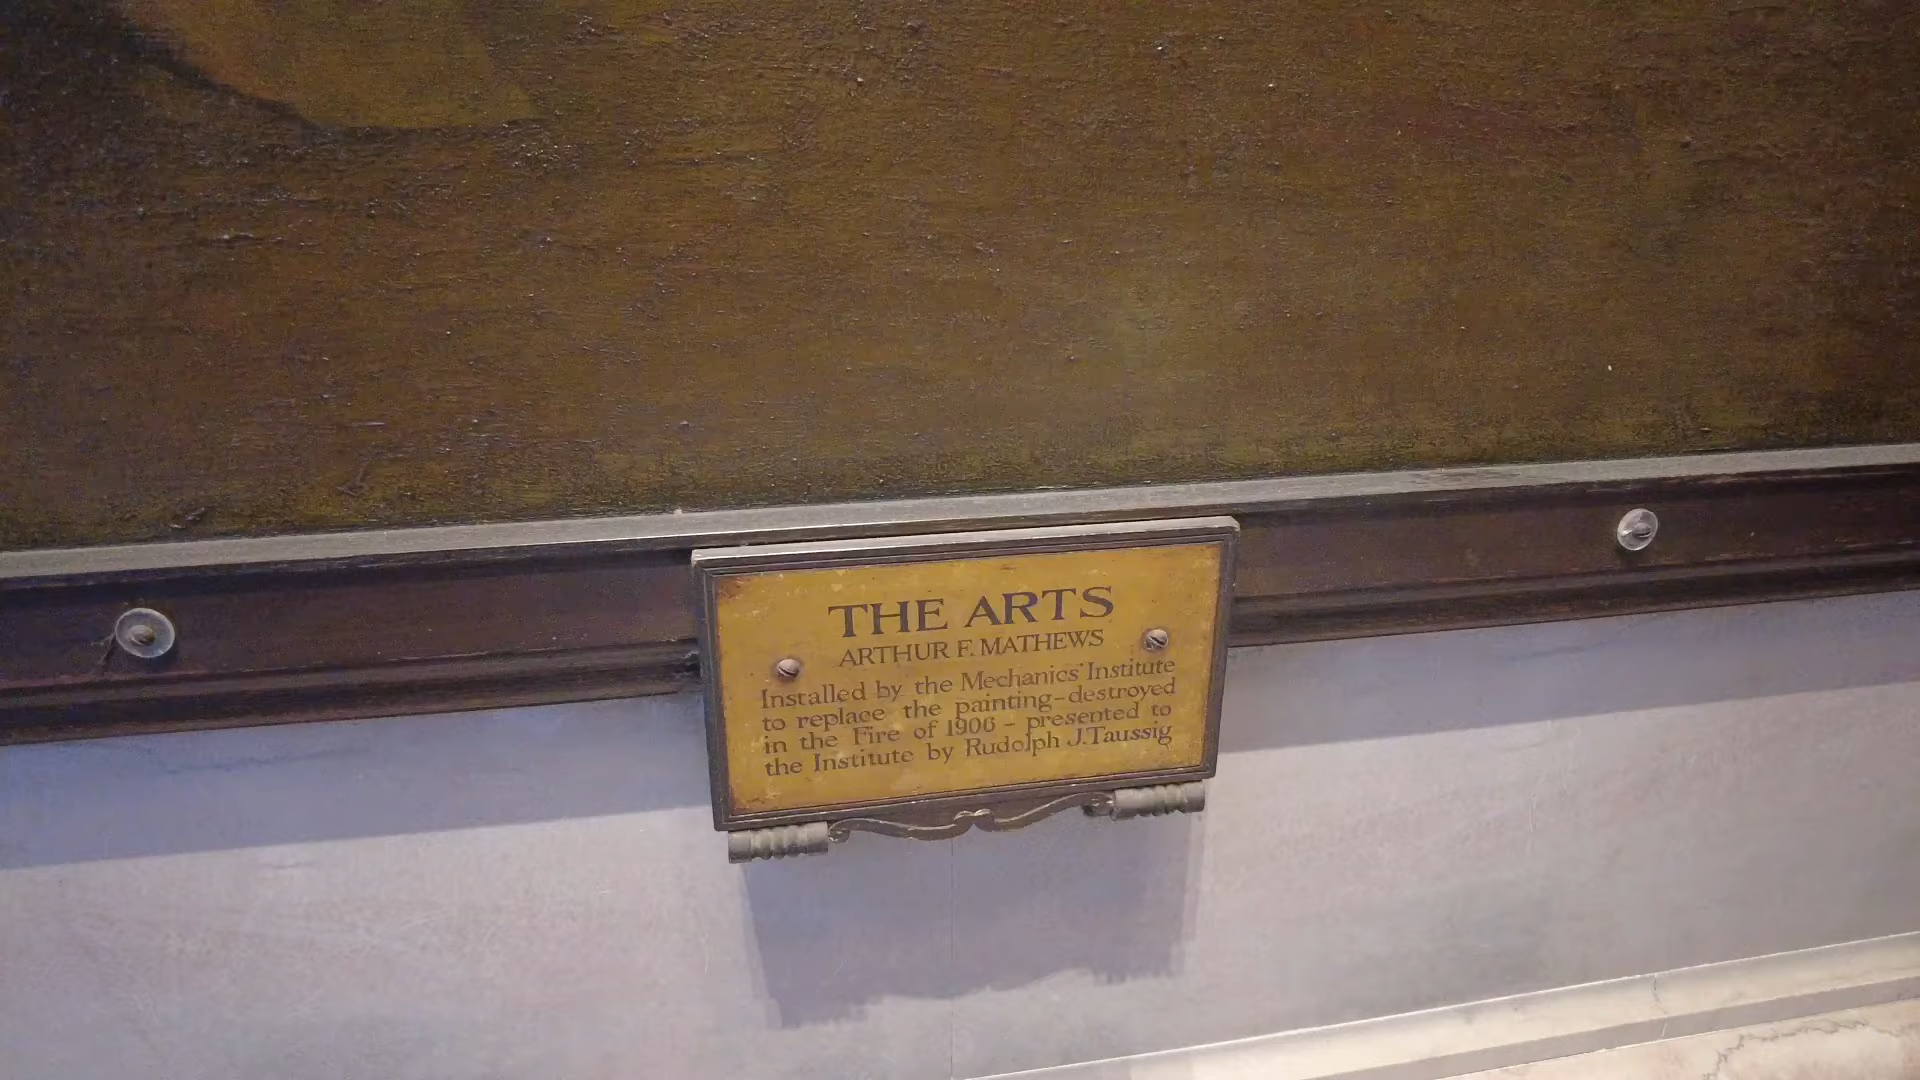 THE ARTS
ARTHUR F. MATHEWS
Installed by the Mechanics' Institute
to replace the painting-destroyed
in the Fire of 1906 - presented to
the Institute by Rudolph J. Taussig